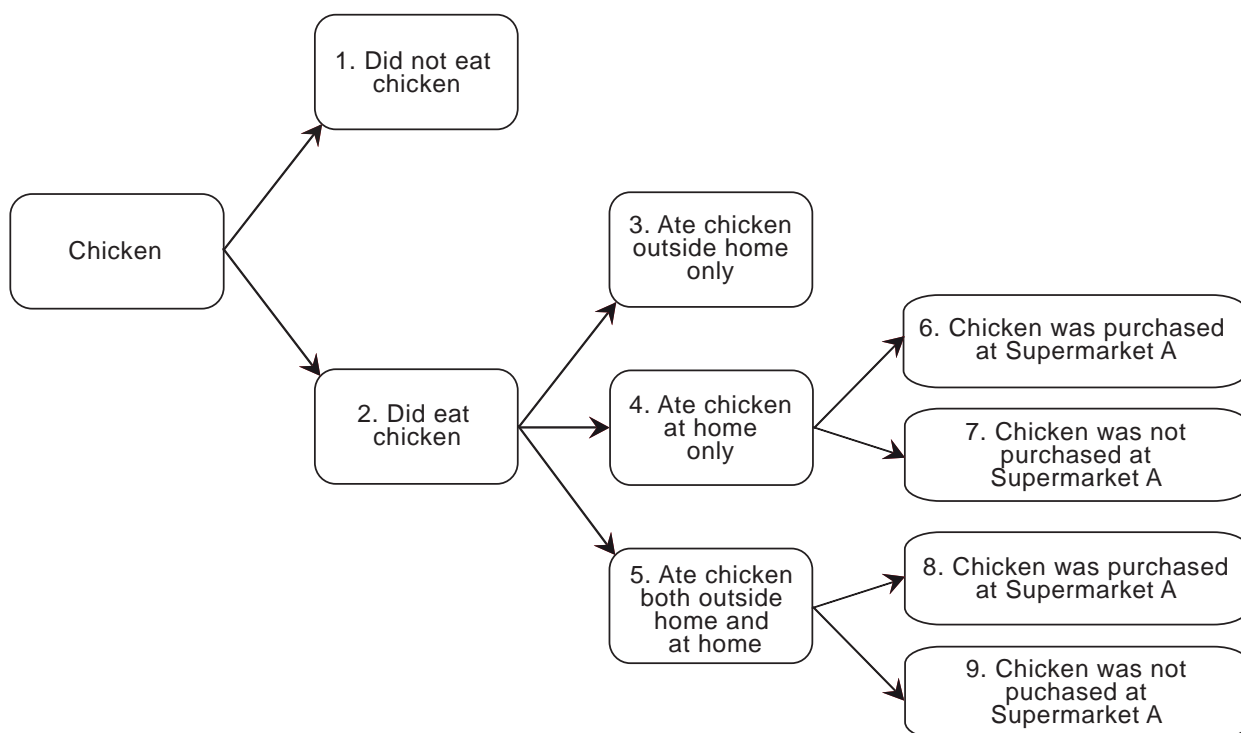 1. Did not eat
chicken
Chicken
3. Ate chicken
outside home
only
6. Chicken was purchased
at Supermarket A
2. Did eat
chicken
4. Ate chicken
at home
only
7. Chicken was not
purchased at
Supermarket A
5. Ate chicken
both outside
home and
at home
8. Chicken was purchased
at Supermarket A
9. Chicken was not
puchased at
Supermarket A